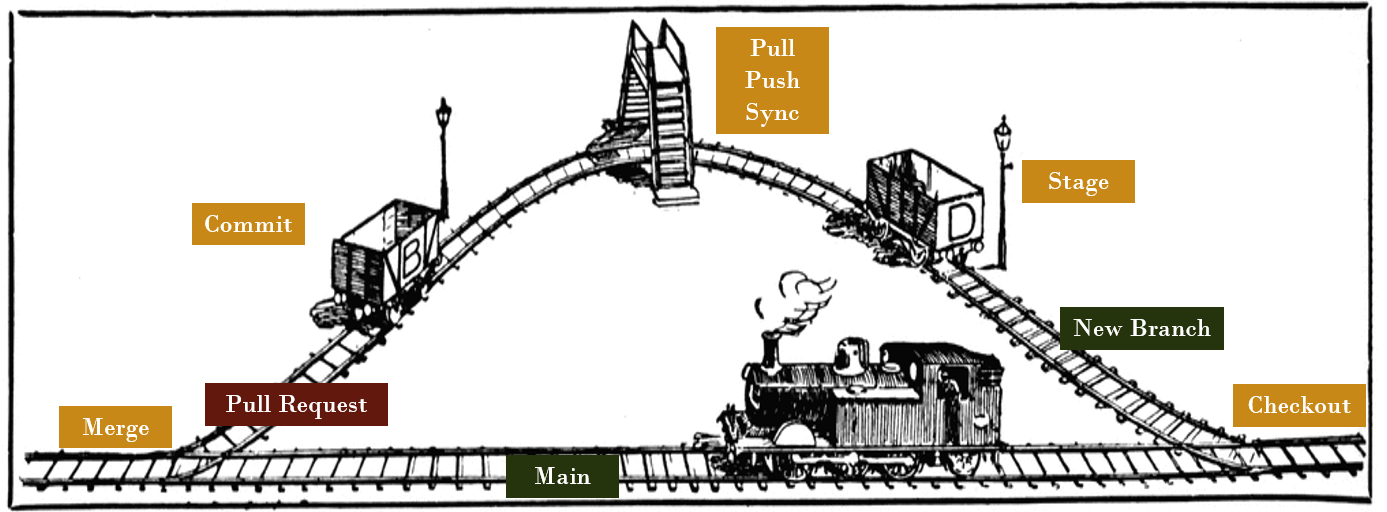 Pull
Push
Sync
Stage
Commit
D
B
New Branch
Pull Request
Checkout
Merge
Main